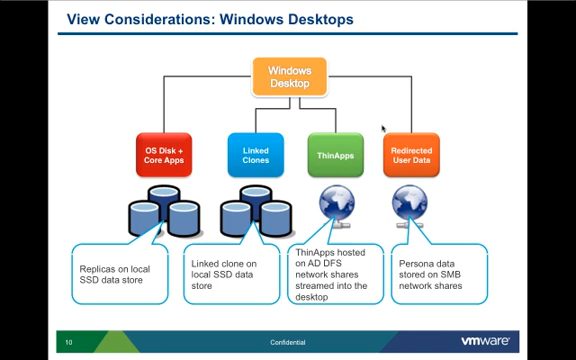 View Considerations: Windows Desktops
Windows
Desktop
OS Disk +
Core Apps
Linked
Clones
ThinApps
Redirected
User Data
Replicas on local
SSD data store
Linked clone on
local SSD data
store
ThinApps hosted
on AD DFS
network shares
streamed into the
desktop
Persona data
stored on SMB
network shares
10
Confidential
vmware®